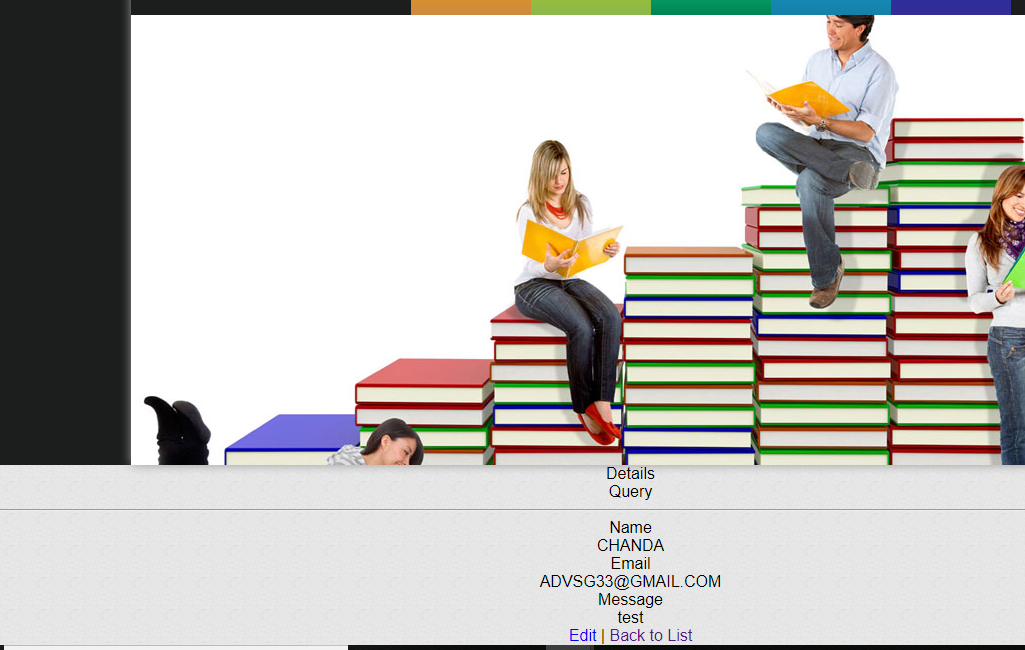 Details
Query
Name
CHANDA
Email
ADVSG33@GMAIL.COM
Message
test
Edit | Back to List